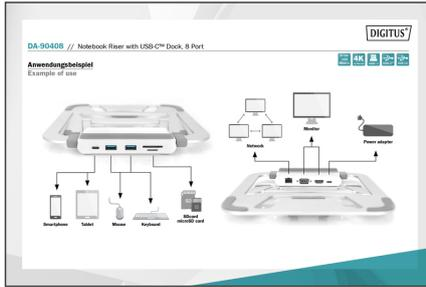 DIGITUS®
DA-90408 // Notebook Riser with USB-C™ Dock, 8 Port
4K
Anwendungsbeispiel
Example of use
Network
Monitor
Power adapter
Smartphone
Tablet
Mouse
Keyboard
SDcard
microSD card